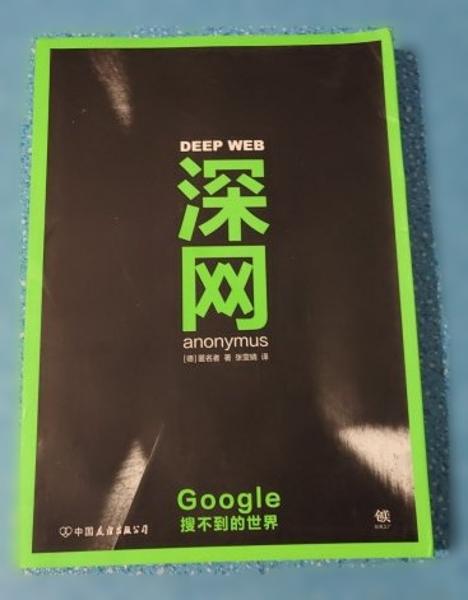 DEEP WEB
深网
anonymus
[德]匿名者 著 张雯婧 译
Google
搜不到的世界
中国友谊出版公司